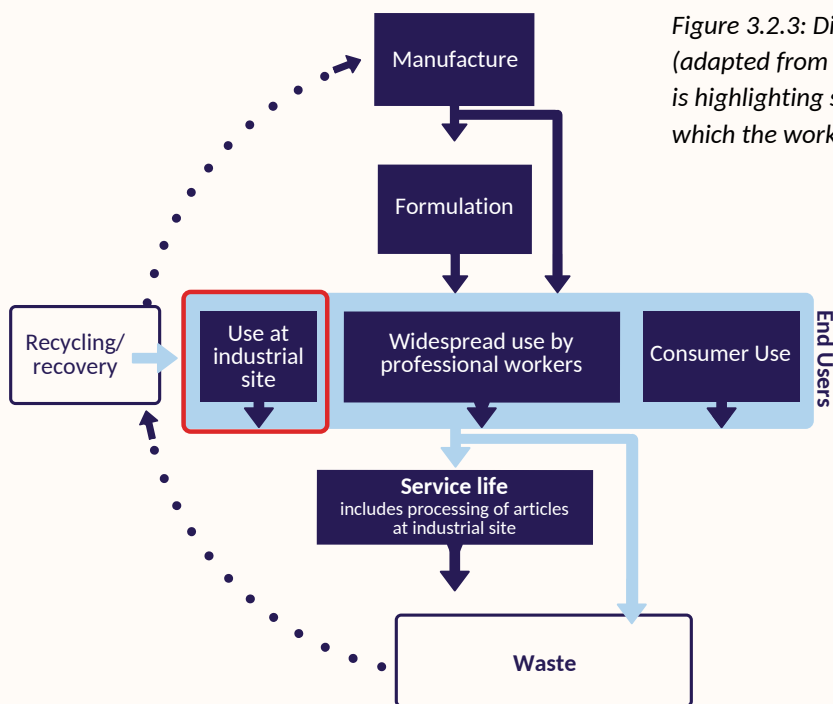 Manufacture
Figure 3.2.3: Di
(adapted from
is highlighting s
which the work
Formulation
Recycling/
recovery
Use at
industrial
site
Widespread use by
professional workers
Consumer Use
End Users
Service life
includes processing of articles
at industrial site
Waste